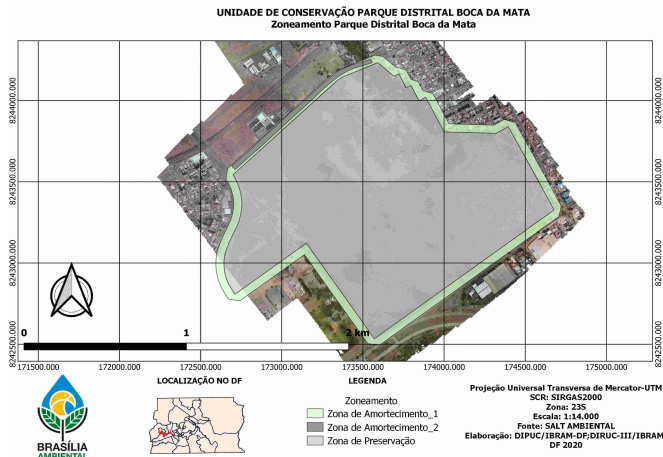 UNIDADE DE CONSERVAÇÃO PARQUE DISTRITAL BOCA DA MATA
Zoneamento Parque Distrital Boca da Mata
8244000.000
8243500.000
8243000.000
8242500.000
8244000.000
8243500.000
8243000.000
8242500.000
0
1
2 km
171500.000
172000.000
172500.000
173000.000
173500.000
174000.000
174500.000
175000.000
BRASÍLIA
AMBIENTAL
LOCALIZAÇÃO NO DF
LEGENDA
Zoneamento
Zona de Amortecimento_1
Zona de Amortecimento_2
Zona de Preservação
Projeção Universal Transversa de Mercator-UTM
SCR: SIRGAS2000
Zona: 23S
Escala: 1:14.000
Fonte: SALT AMBIENTAL
Elaboração: DIPUC/IBRAM-DF;DIRUC-III/IBRAM
DF 2020